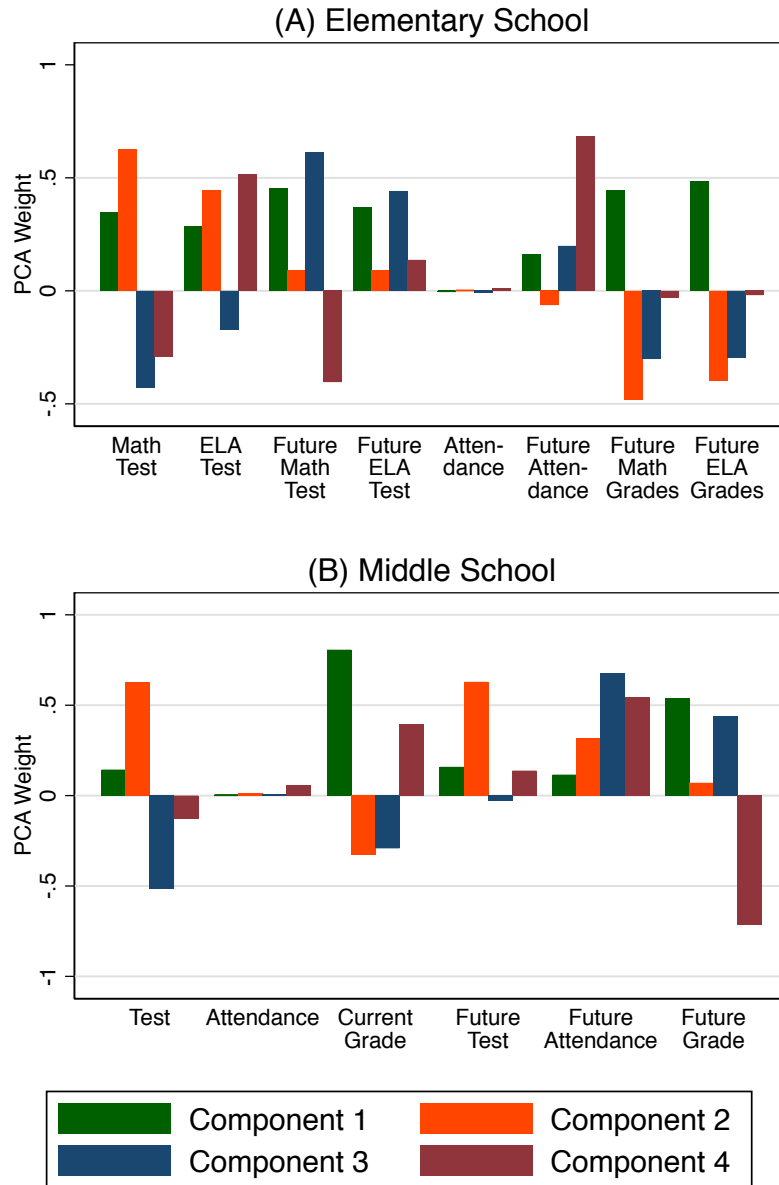 (A) Elementary School
PCA Weight
1
.5
0
-.5
Math Test
ELA Test
Future Math Test
Future ELA Test
Atten-dance
Future Atten-dance
Future Math Grades
Future ELA Grades
(B) Middle School
PCA Weight
1
.5
0
-.5
-1
Test
Attendance
Current Grade
Future Test
Future Attendance
Future Grade
Component 1
Component 2
Component 3
Component 4